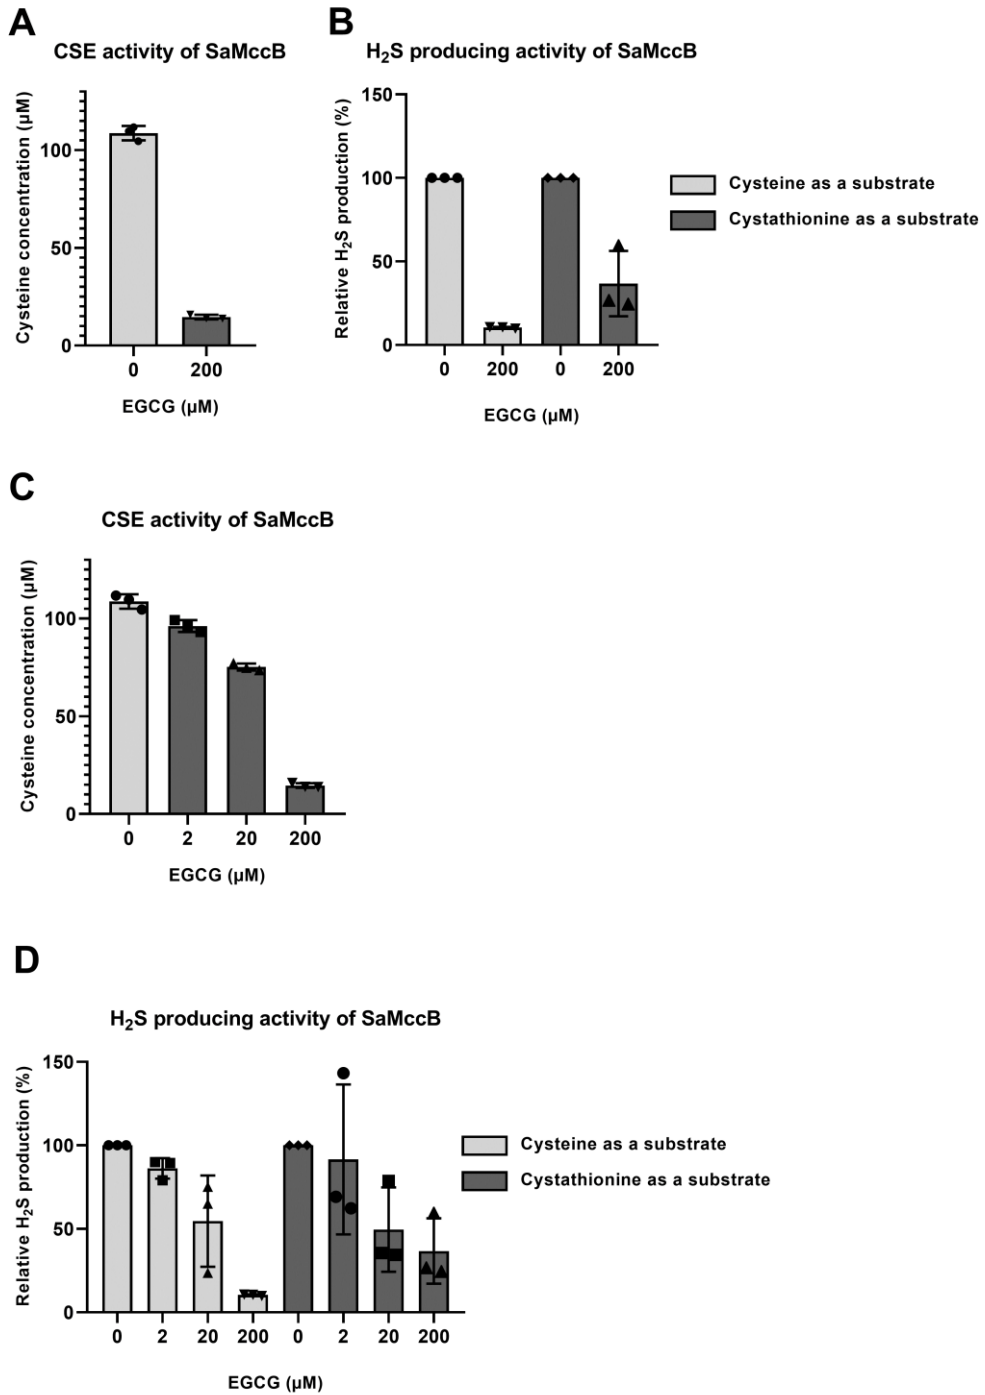 A
CSE activity of SaMccB
Cysteine concentration (µM)
100
50
0
0 200
EGCG (µM)
B
H₂S producing activity of SaMccB
Relative H₂S production (%)
150
100
50
0
0 200 0 200
EGCG (µM)
Cysteine as a substrate
Cystathionine as a substrate
C
CSE activity of SaMccB
Cysteine concentration (µM)
100
50
0
0 2 20 200
EGCG (µM)
D
H₂S producing activity of SaMccB
Relative H₂S production (%)
150
100
50
0
0 2 20 200 0 2 20 200
EGCG (µM)
Cysteine as a substrate
Cystathionine as a substrate